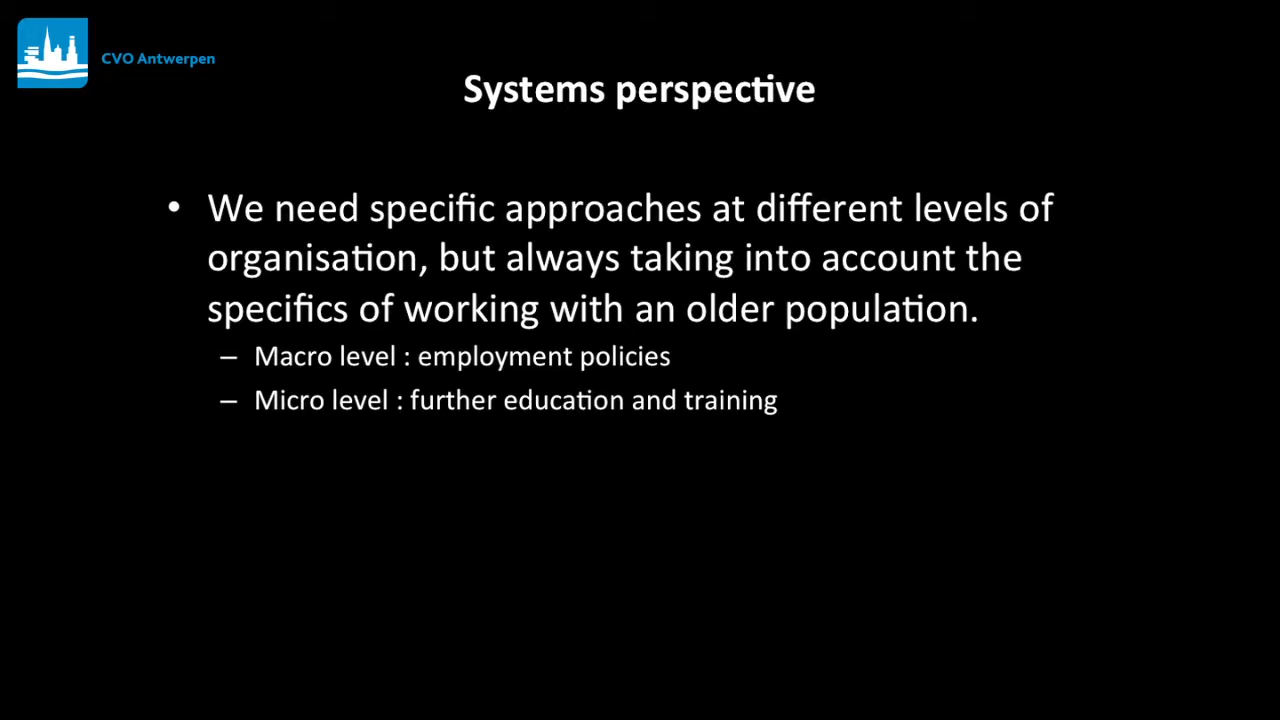 CVO Antwerpen
Systems perspective
• We need specific approaches at different levels of
organisation, but always taking into account the
specifics of working with an older population.
– Macro level : employment policies
– Micro level : further education and training